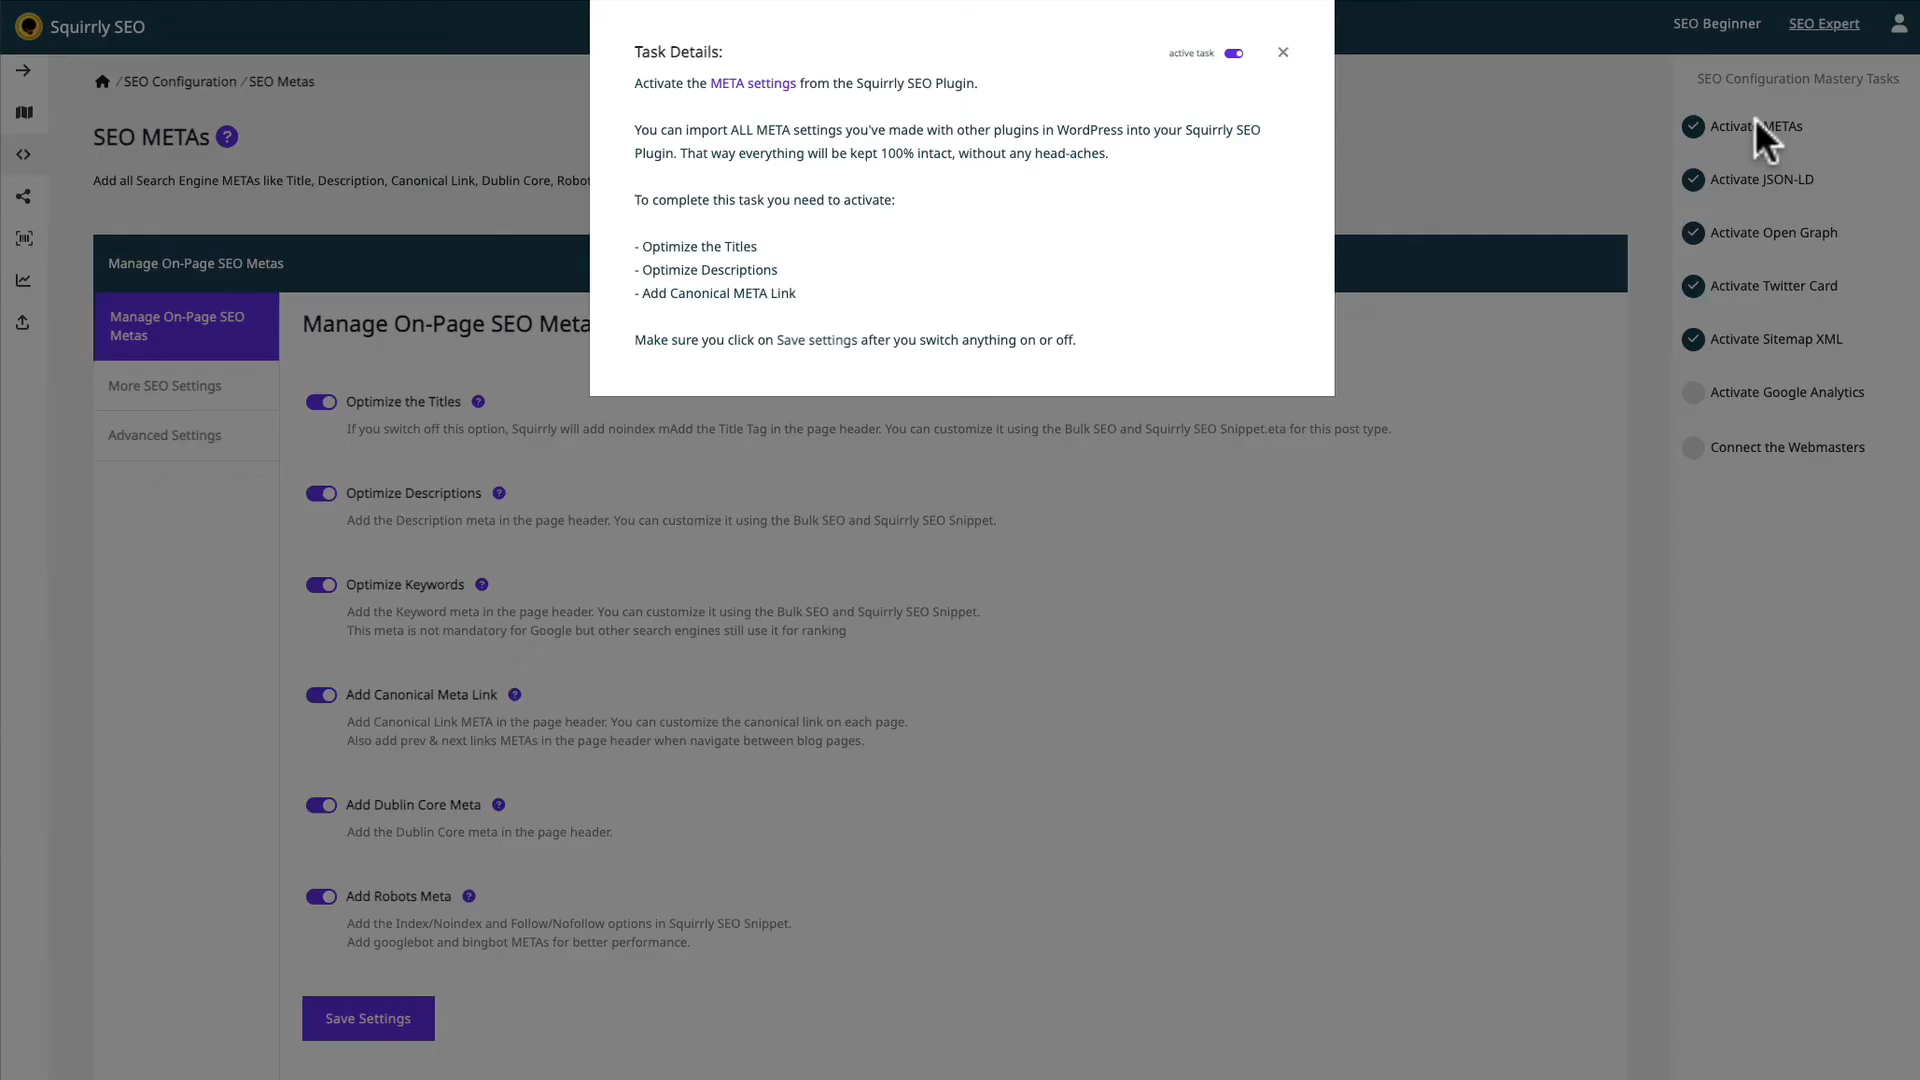 Squirrly SEO
SEO Beginner
SEO Expert
Task Details:
active task
Activate the META settings from the Squirrly SEO Plugin.
You can import ALL META settings you've made with other plugins in WordPress into your Squirrly SEO
Plugin. That way everything will be kept 100% intact, without any head-aches.
To complete this task you need to activate:
- Optimize the Titles
- Optimize Descriptions
- Add Canonical META Link
Make sure you click on Save settings after you switch anything on or off.
/ SEO Configuration / SEO Metas
SEO METAs ?
Add all Search Engine METAs like Title, Description, Canonical Link, Dublin Core,
Manage On-Page SEO Metas
Manage On-Page SEO
Metas
More SEO Settings
Advanced Settings
Manage On-Page SEO
Optimize the Titles ?
If you switch off this option, Squirrly will add noindex mAdd the Title Tag in the page header. You can customize it using the Bulk SEO and Squirrly SEO Snippet.eta for this post type.
Optimize Descriptions ?
Add the Description meta in the page header. You can customize it using the Bulk SEO and Squirrly SEO Snippet.
Optimize Keywords ?
Add the Keyword meta in the page header. You can customize it using the Bulk SEO and Squirrly SEO Snippet.
This meta is not mandatory for Google but other search engines still use it for ranking
Add Canonical Meta Link ?
Add Canonical Link META in the page header. You can customize the canonical link on each page.
Also add prev & next links METAs in the page header when navigate between blog pages.
Add Dublin Core Meta ?
Add the Dublin Core meta in the page header.
Add Robots Meta ?
Add the Index/Noindex and Follow/Nofollow options in Squirrly SEO Snippet.
Add googlebot and bingbot METAs for better performance.
Save Settings
SEO Configuration Mastery Tasks
Activate METAs
Activate JSON-LD
Activate Open Graph
Activate Twitter Card
Activate Sitemap XML
Activate Google Analytics
Connect the Webmasters